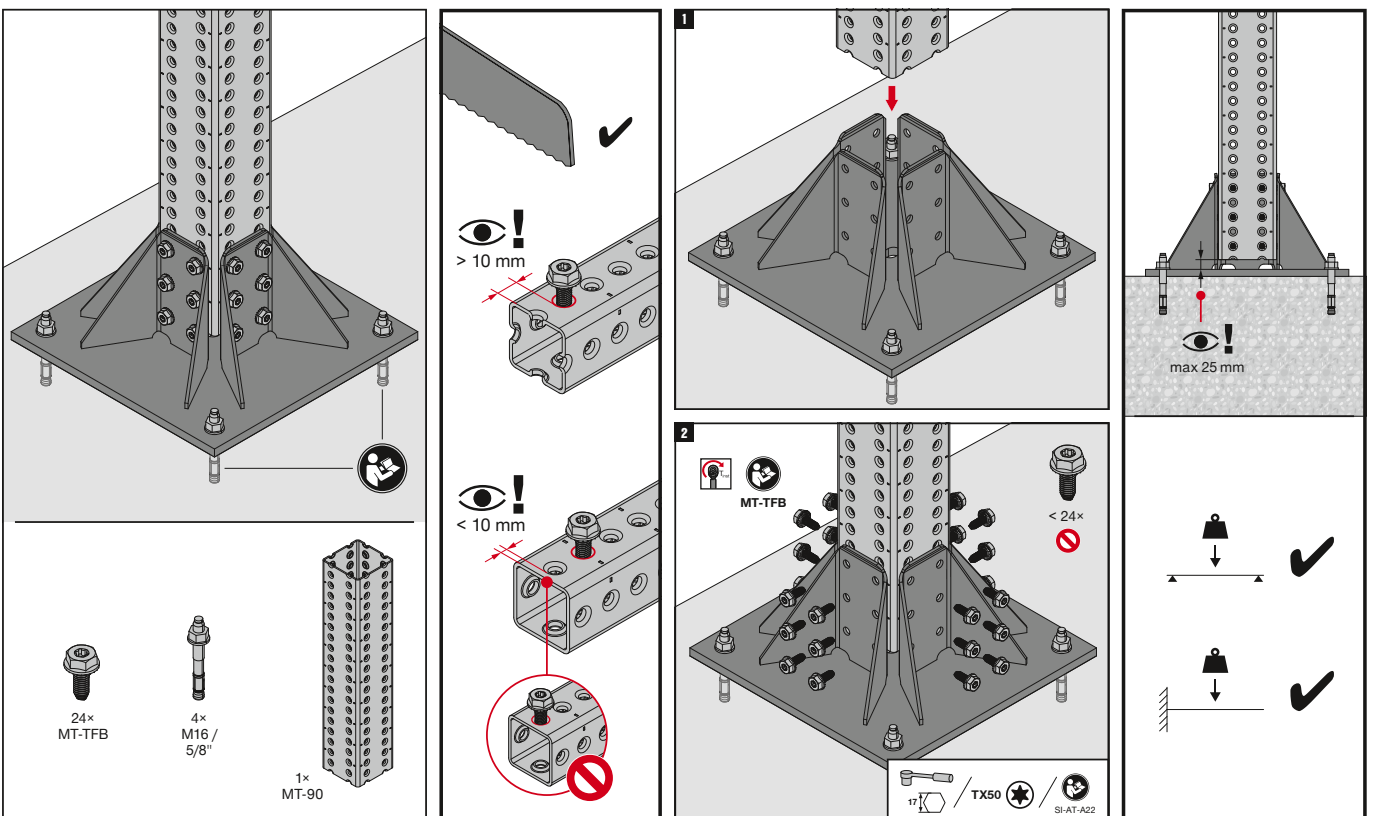 24×
MT-TFB
4×
M16 /
5/8"
1×
MT-90
> 10 mm
< 10 mm
1
2
MT-TFB
< 24×
17
TX50
SI-AT-A22
max 25 mm